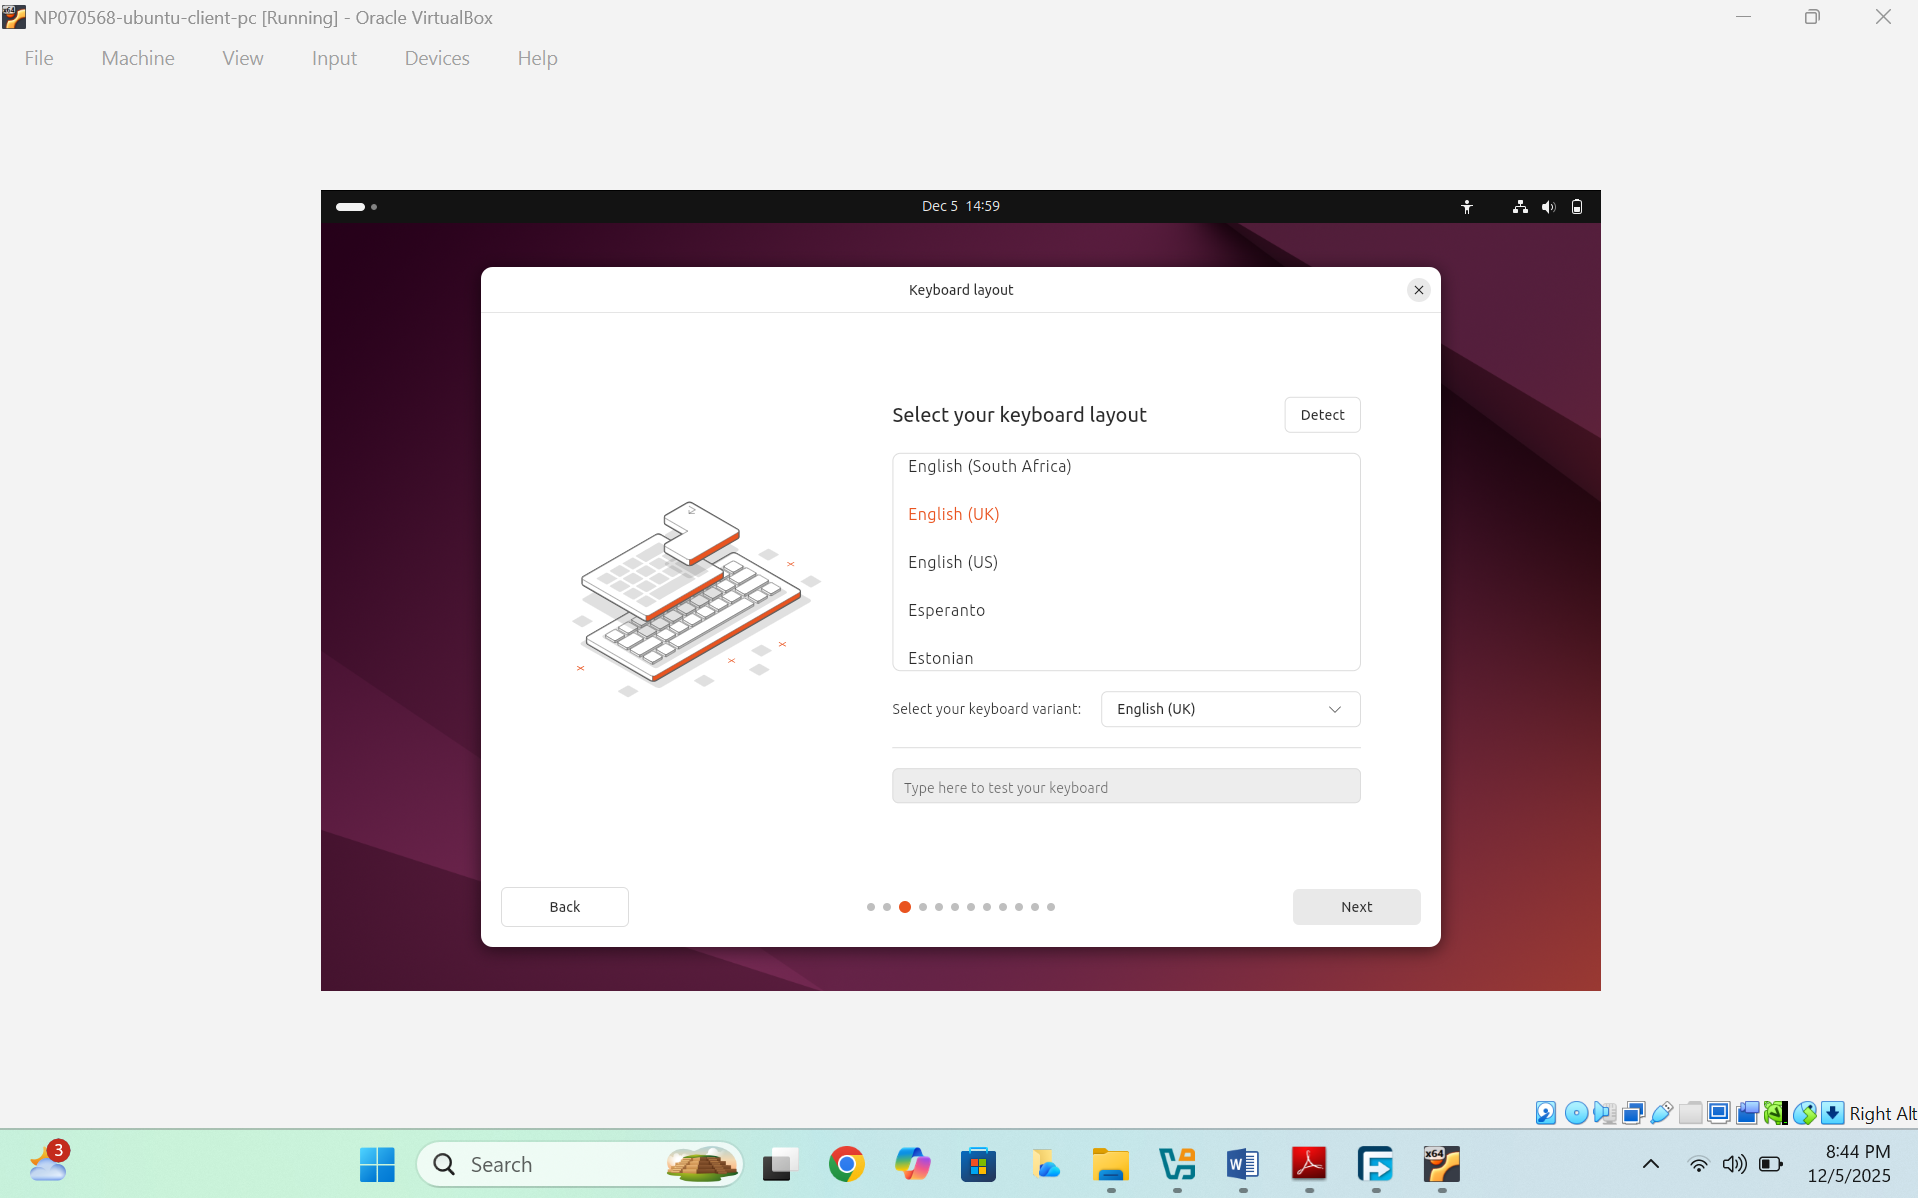 NP070568-ubuntu-client-pc [Running] - Oracle VirtualBox
File Machine View Input Devices Help
Dec 5 14:59
Keyboard layout
Select your keyboard layout
Detect
English (South Africa)
English (UK)
English (US)
Esperanto
Estonian
Select your keyboard variant:
English (UK)
Type here to test your keyboard
Back
Next
Right Alt
3
Search
x64
8:44 PM
12/5/2025